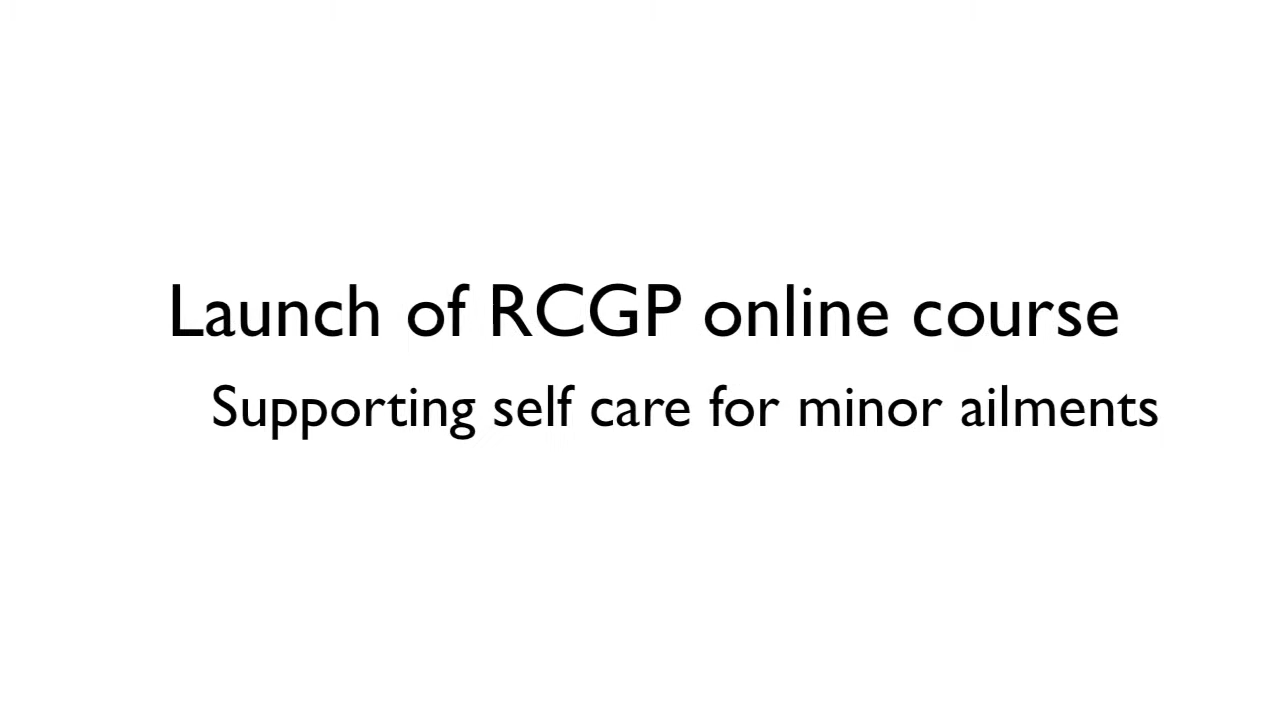 Launch of RCGP online course
Supporting self care for minor ailments